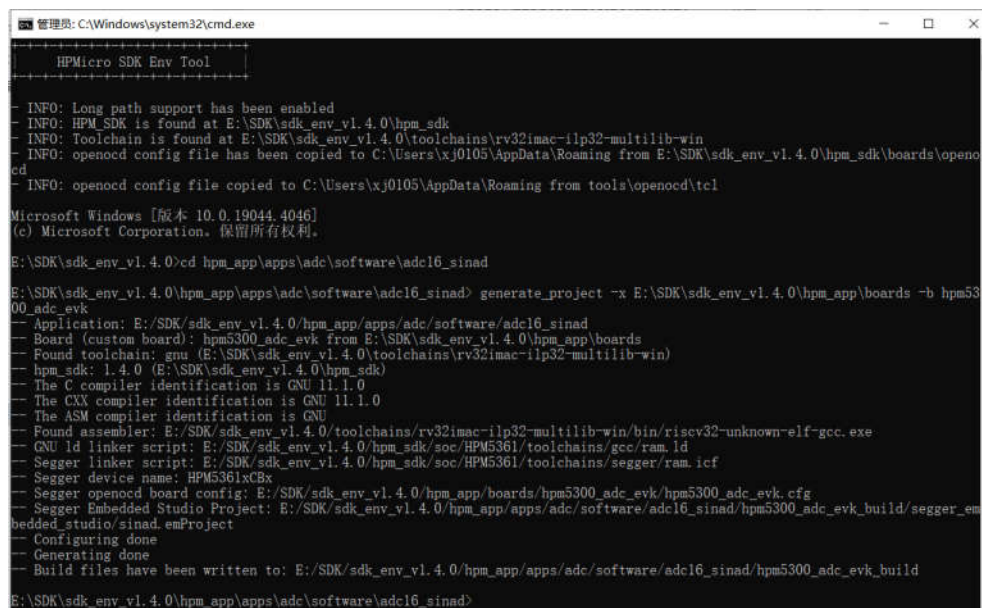 管理员: C:\Windows\system32\cmd.exe
+-+-+-+-+-+-+-+-+-+-+-+-+-+-+-+
|     HPMicro SDK Env Tool     |
+-+-+-+-+-+-+-+-+-+-+-+-+-+-+-+
- INFO: Long path support has been enabled
- INFO: HPM_SDK is found at E:\SDK\sdk_env_v1.4.0\hpm_sdk
- INFO: Toolchain is found at E:\SDK\sdk_env_v1.4.0\toolchains\rv32imac-ilp32-multilib-win
- INFO: openocd config file has been copied to C:\Users\xj0105\AppData\Roaming from E:\SDK\sdk_env_v1.4.0\hpm_sdk\boards\openo
cd
- INFO: openocd config file copied to C:\Users\xj0105\AppData\Roaming from tools\openocd\tcl
Microsoft Windows [版本 10.0.19044.4046]
(c) Microsoft Corporation。保留所有权利。
E:\SDK\sdk_env_v1.4.0>cd hpm_app\apps\adc\software\adc16_sinad
E:\SDK\sdk_env_v1.4.0\hpm_app\apps\adc\software\adc16_sinad> generate_project -x E:\SDK\sdk_env_v1.4.0\hpm_app\boards -b hpm53
00_adc_evk
-- Application: E:/SDK/sdk_env_v1.4.0/hpm_app/apps/adc/software/adc16_sinad
-- Board (custom board): hpm5300_adc_evk from E:\SDK\sdk_env_v1.4.0\hpm_app\boards
-- Found toolchain: gnu (E:\SDK\sdk_env_v1.4.0\toolchains\rv32imac-ilp32-multilib-win)
-- hpm_sdk: 1.4.0 (E:\SDK\sdk_env_v1.4.0\hpm_sdk)
-- The C compiler identification is GNU 11.1.0
-- The CXX compiler identification is GNU 11.1.0
-- The ASM compiler identification is GNU
-- Found assembler: E:/SDK/sdk_env_v1.4.0/toolchains/rv32imac-ilp32-multilib-win/bin/riscv32-unknown-elf-gcc.exe
-- GNU ld linker script: E:/SDK/sdk_env_v1.4.0/hpm_sdk/soc/HPM5361/toolchains/gcc/ram.ld
-- Segger linker script: E:/SDK/sdk_env_v1.4.0/hpm_sdk/soc/HPM5361/toolchains/segger/ram.icf
-- Segger device name: HPM5361xCBx
-- Segger openocd board config: E:/SDK/sdk_env_v1.4.0/hpm_app/boards/hpm5300_adc_evk/hpm5300_adc_evk.cfg
-- Segger Embedded Studio Project: E:/SDK/sdk_env_v1.4.0/hpm_app/apps/adc/software/adc16_sinad/hpm5300_adc_evk_build/segger_em
bedded_studio/sinad.emProject
-- Configuring done
-- Generating done
-- Build files have been written to: E:/SDK/sdk_env_v1.4.0/hpm_app/apps/adc/software/adc16_sinad/hpm5300_adc_evk_build
E:\SDK\sdk_env_v1.4.0\hpm_app\apps\adc\software\adc16_sinad>